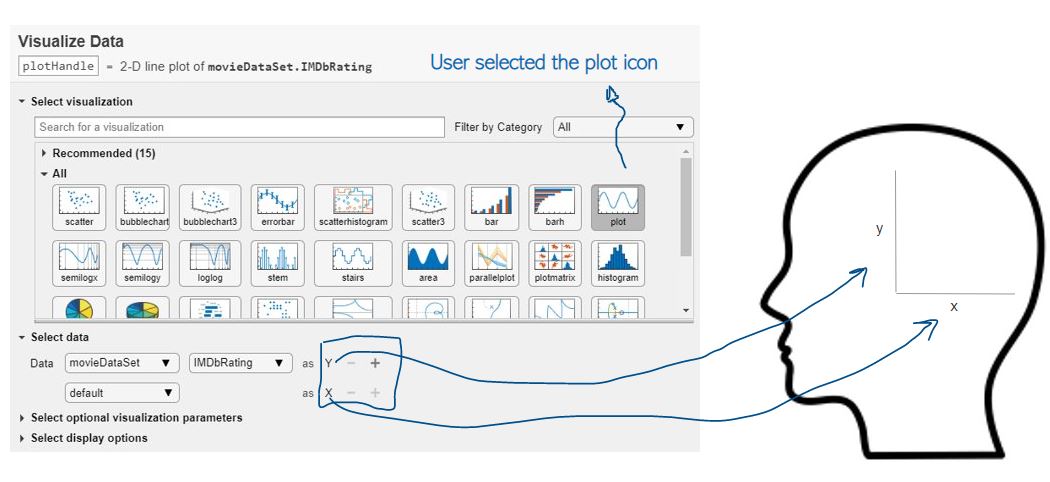 Visualize Data
plotHandle = 2-D line plot of movieDataSet.IMDbRating
User selected the plot icon
Select visualization
Search for a visualization
Filter by Category All
Recommended (15)
All
scatter bubblechart bubblechart3 errorbar scatterhistogram scatter3 bar barh plot
semilogx semilogy loglog stem stairs area parallelplot plotmatrix histogram
Select data
Data movieDataSet IMDbRating as Y − +
default as X − +
Select optional visualization parameters
Select display options
y
x